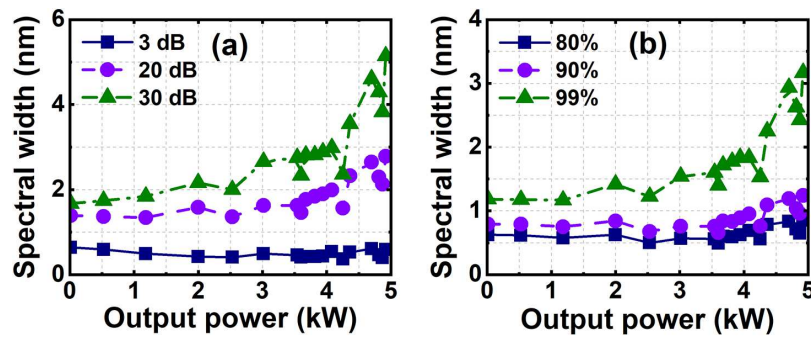 (a)
3 dB
20 dB
30 dB
Spectral width (nm)
6
4
2
0
0 1 2 3 4 5
Output power (kW)
(b)
80%
90%
99%
Spectral width (nm)
4
3
2
1
0
0 1 2 3 4 5
Output power (kW)